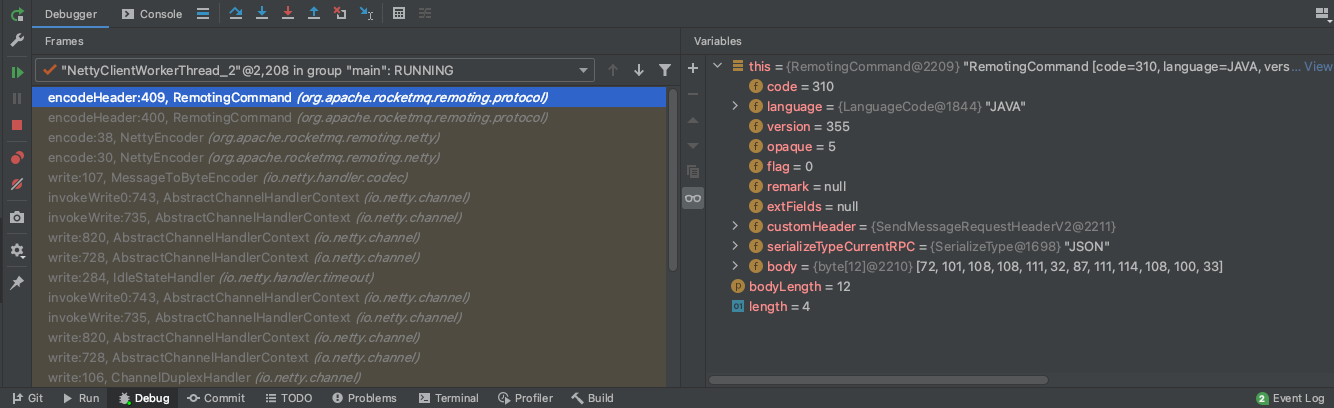 Debugger
Console
Frames
Variables
"NettyClientWorkerThread_2"@2,208 in group "main": RUNNING
encodeHeader:409, RemotingCommand (org.apache.rocketmq.remoting.protocol)
encodeHeader:400, RemotingCommand (org.apache.rocketmq.remoting.protocol)
encode:38, NettyEncoder (org.apache.rocketmq.remoting.netty)
encode:30, NettyEncoder (org.apache.rocketmq.remoting.netty)
write:107, MessageToByteEncoder (io.netty.handler.codec)
invokeWrite0:743, AbstractChannelHandlerContext (io.netty.channel)
invokeWrite:735, AbstractChannelHandlerContext (io.netty.channel)
write:820, AbstractChannelHandlerContext (io.netty.channel)
write:728, AbstractChannelHandlerContext (io.netty.channel)
write:284, IdleStateHandler (io.netty.handler.timeout)
invokeWrite0:743, AbstractChannelHandlerContext (io.netty.channel)
invokeWrite:735, AbstractChannelHandlerContext (io.netty.channel)
write:820, AbstractChannelHandlerContext (io.netty.channel)
write:728, AbstractChannelHandlerContext (io.netty.channel)
write:106, ChannelDuplexHandler (io.netty.channel)
this = {RemotingCommand@2209} "RemotingCommand [code=310, language=JAVA, vers... View
f code = 310
f language = {LanguageCode@1844} "JAVA"
f version = 355
f opaque = 5
f flag = 0
f remark = null
f extFields = null
f customHeader = {SendMessageRequestHeaderV2@2211}
f serializeTypeCurrentRPC = {SerializeType@1698} "JSON"
f body = {byte[12]@2210} [72, 101, 108, 108, 111, 32, 87, 111, 114, 108, 100, 33]
p bodyLength = 12
01 length = 4
Git
Run
Debug
Commit
TODO
Problems
Terminal
Profiler
Build
2 Event Log